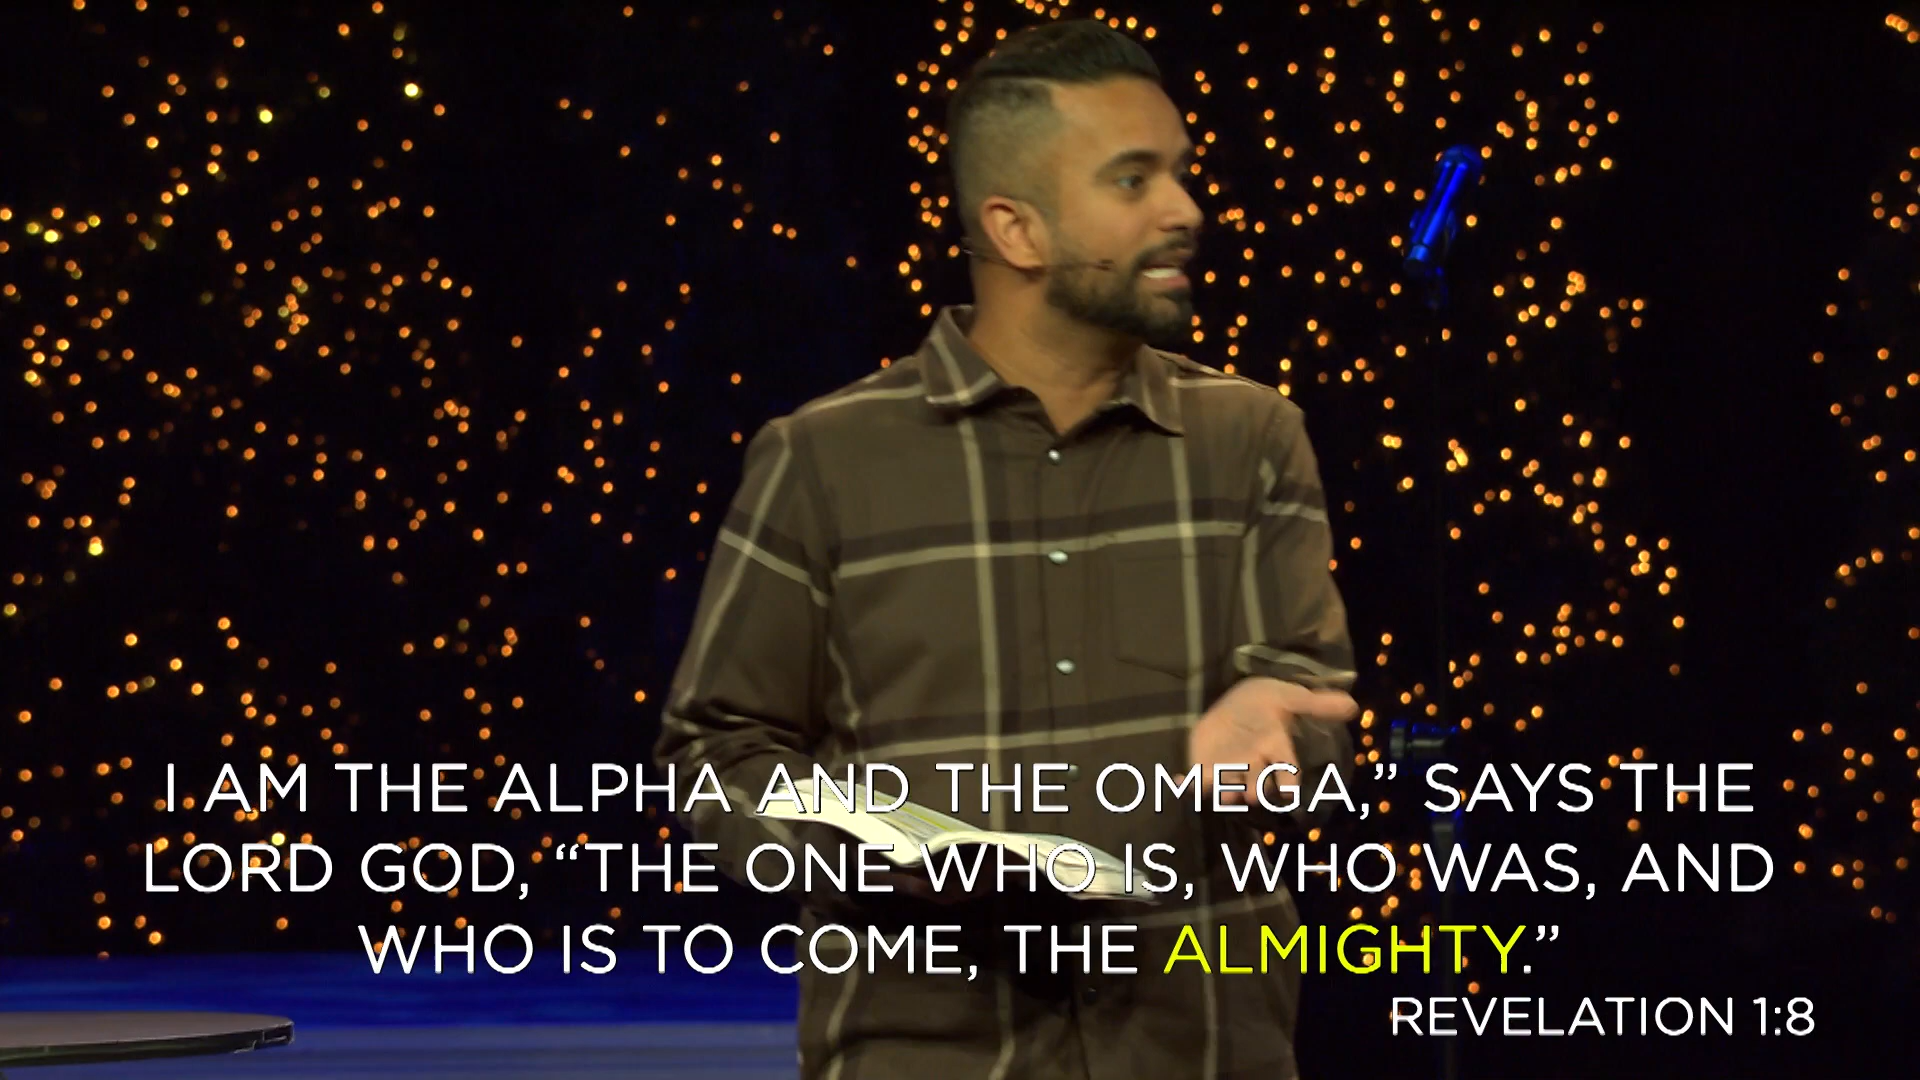 I AM THE ALPHA AND THE OMEGA,” SAYS THE
LORD GOD, “THE ONE WHO IS, WHO WAS, AND
WHO IS TO COME, THE ALMIGHTY.”
REVELATION 1:8